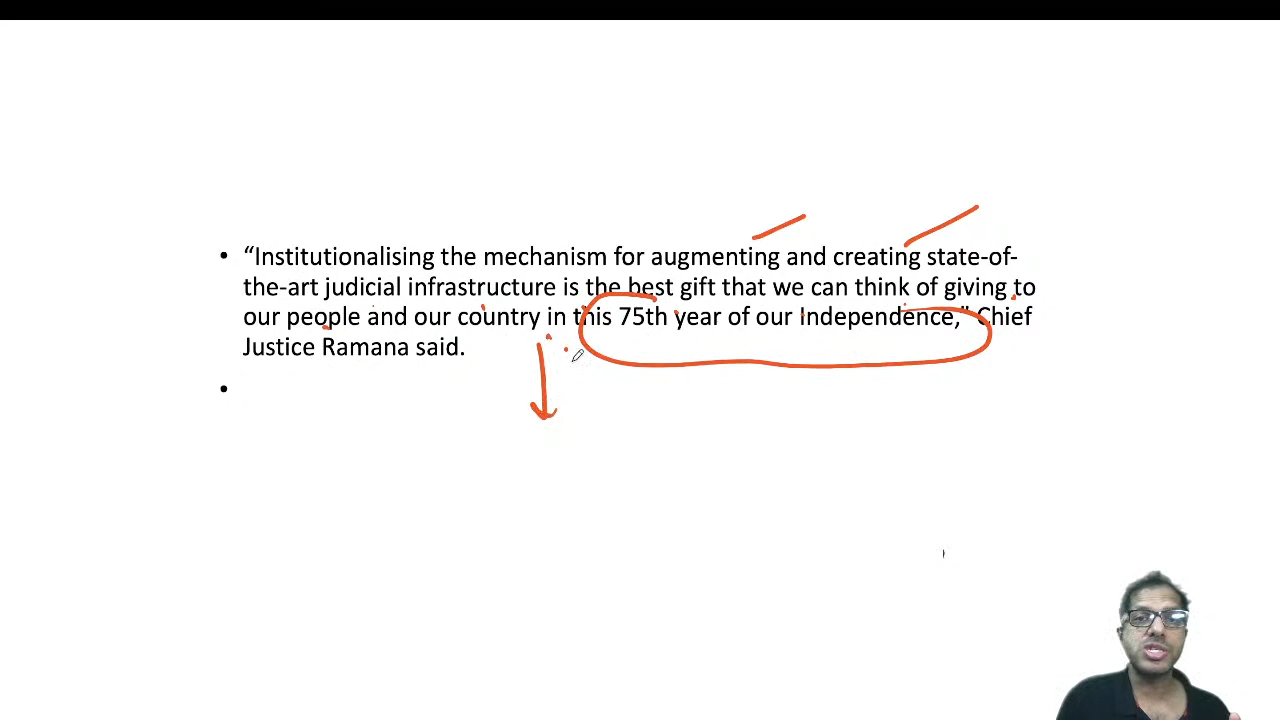 • “Institutionalising the mechanism for augmenting and creating state-of-
the-art judicial infrastructure is the best gift that we can think of giving to
our people and our country in this 75th year of our Independence,” Chief
Justice Ramana said.
•